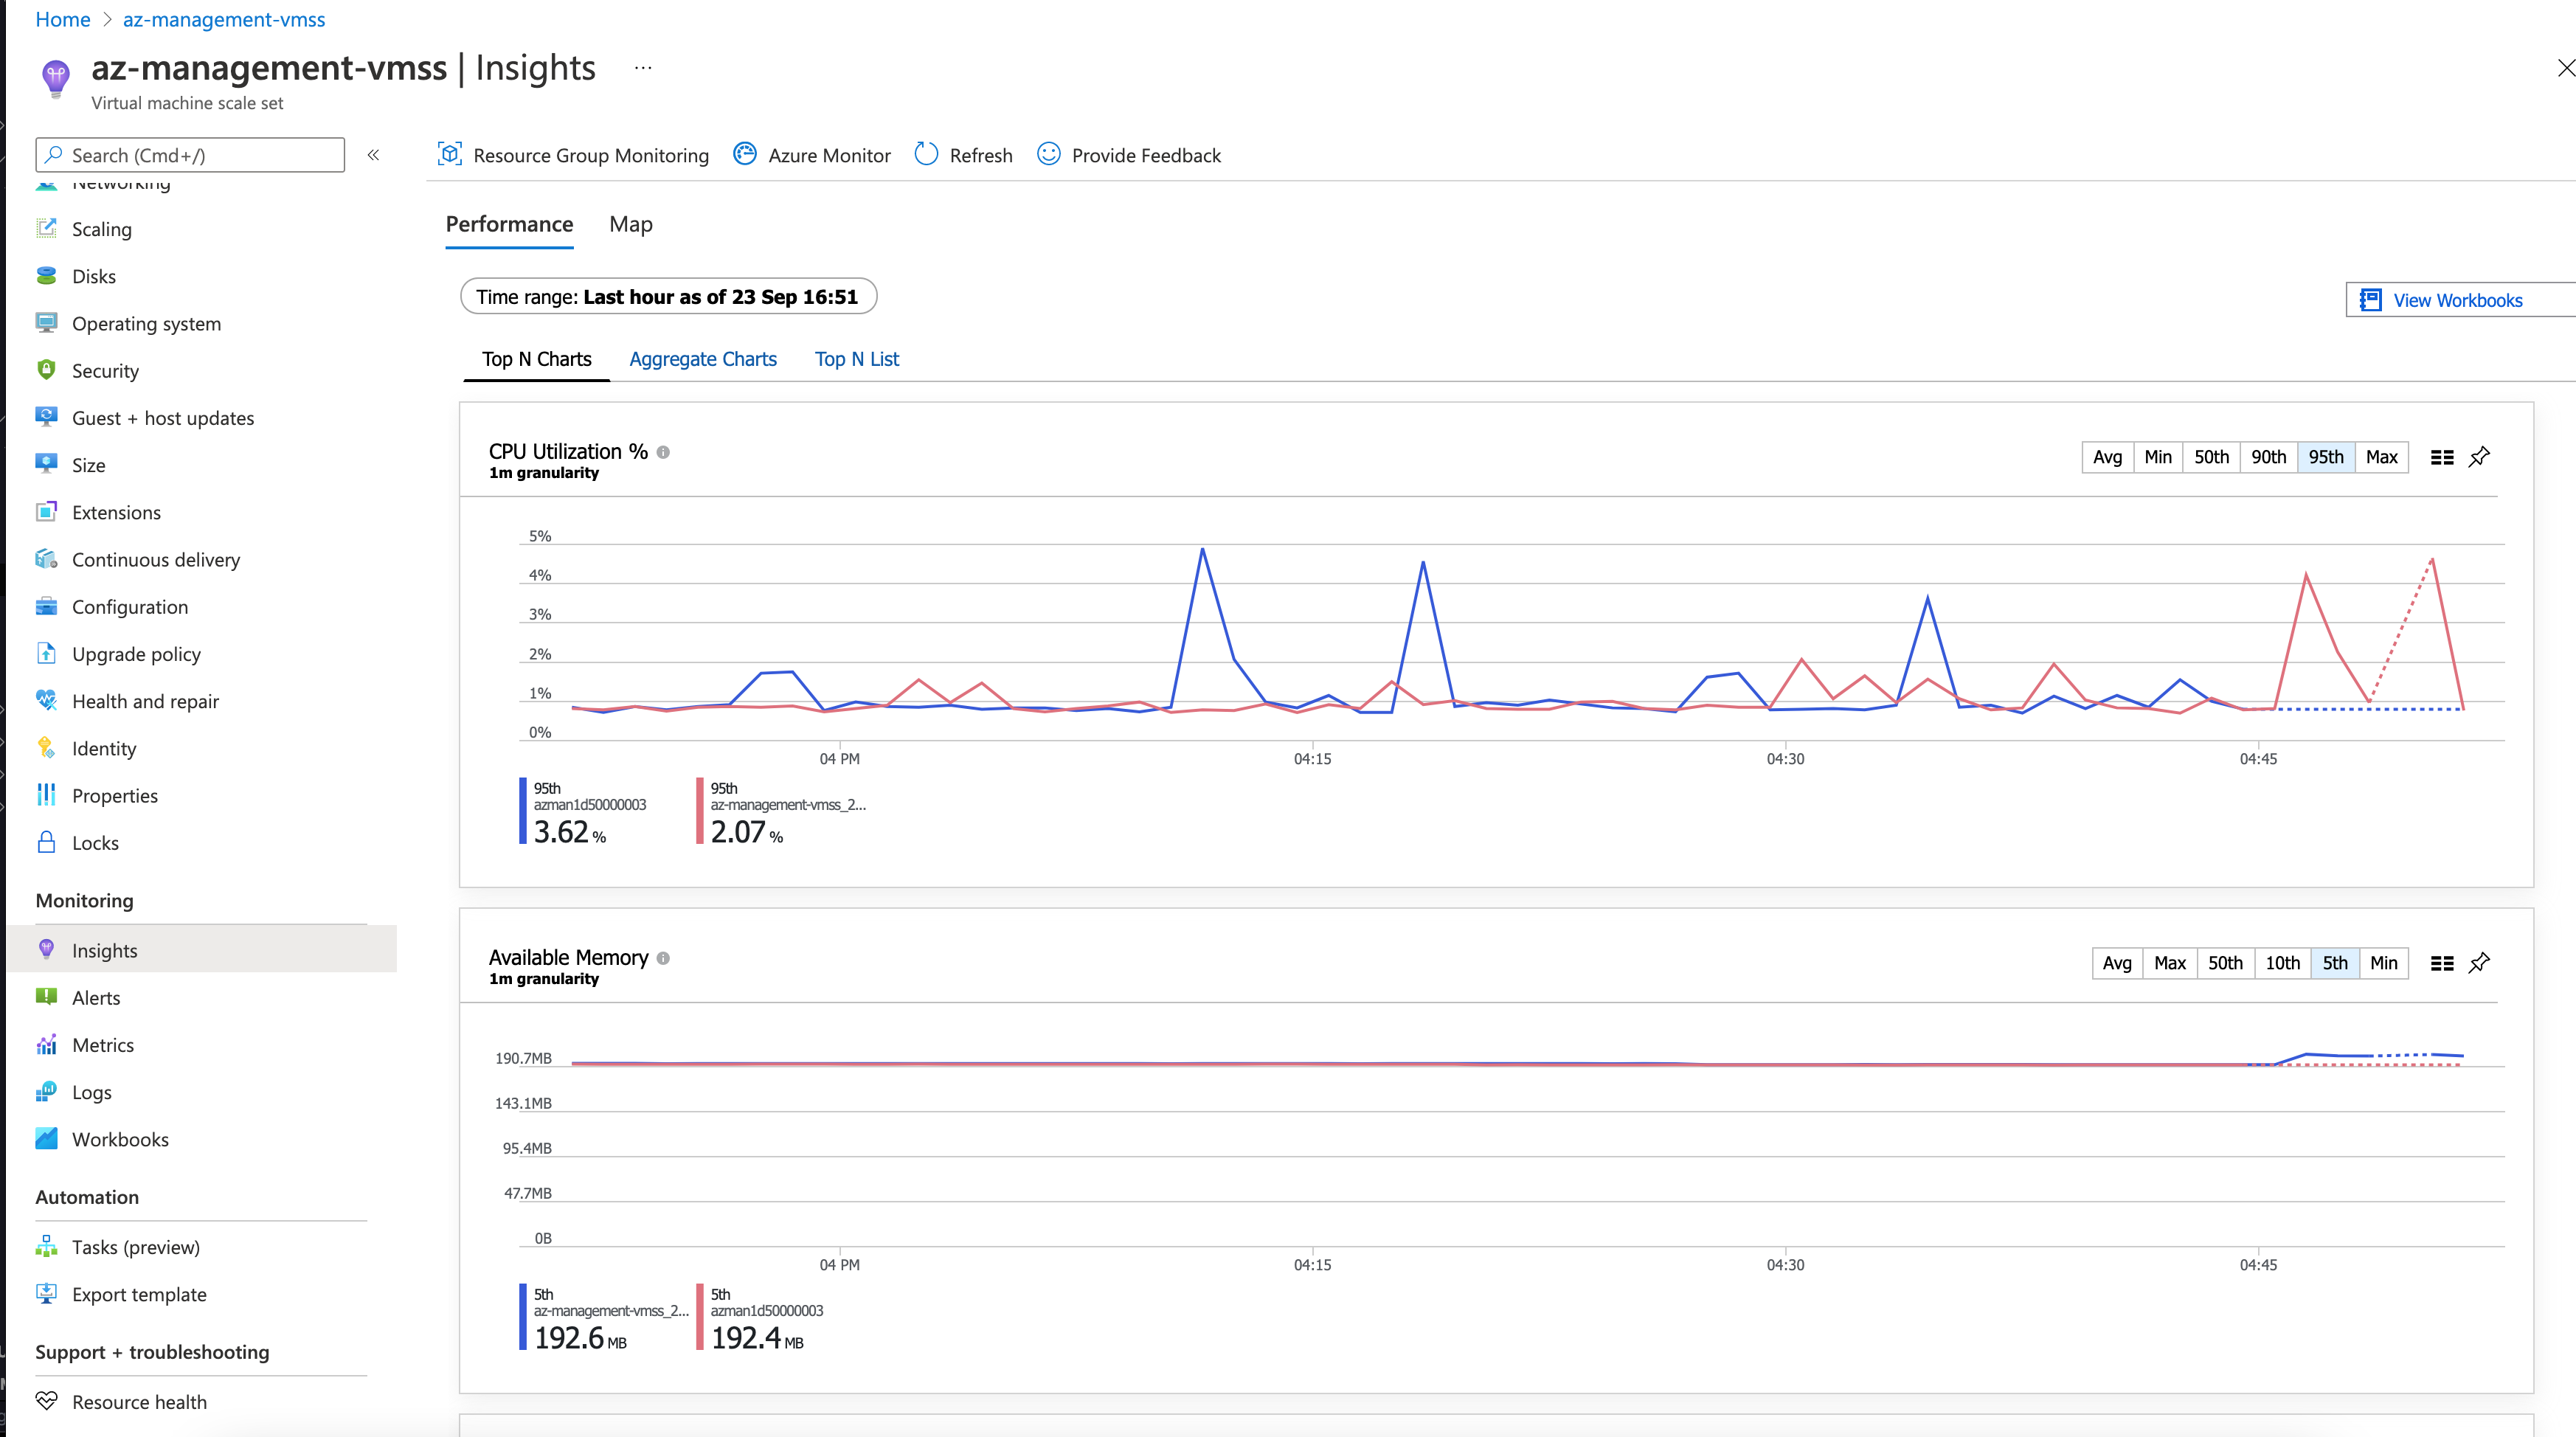 Home > az-management-vmss
az-management-vmss | Insights ...
Virtual machine scale set
Search (Cmd+/)
«
Networking
Scaling
Disks
Operating system
Security
Guest + host updates
Size
Extensions
Continuous delivery
Configuration
Upgrade policy
Health and repair
Identity
Properties
Locks
Monitoring
Insights
Alerts
Metrics
Logs
Workbooks
Automation
Tasks (preview)
Export template
Support + troubleshooting
Resource health
Resource Group Monitoring Azure Monitor Refresh Provide Feedback
Performance Map
Time range: Last hour as of 23 Sep 16:51
View Workbooks
Top N Charts Aggregate Charts Top N List
CPU Utilization %
1m granularity
Avg Min 50th 90th 95th Max
5%
4%
3%
2%
1%
0%
04 PM 04:15 04:30 04:45
95th
azman1d50000003
3.62 %
95th
az-management-vmss_2...
2.07 %
Available Memory
1m granularity
Avg Max 50th 10th 5th Min
190.7MB
143.1MB
95.4MB
47.7MB
0B
04 PM 04:15 04:30 04:45
5th
az-management-vmss_2...
192.6 MB
5th
azman1d50000003
192.4 MB